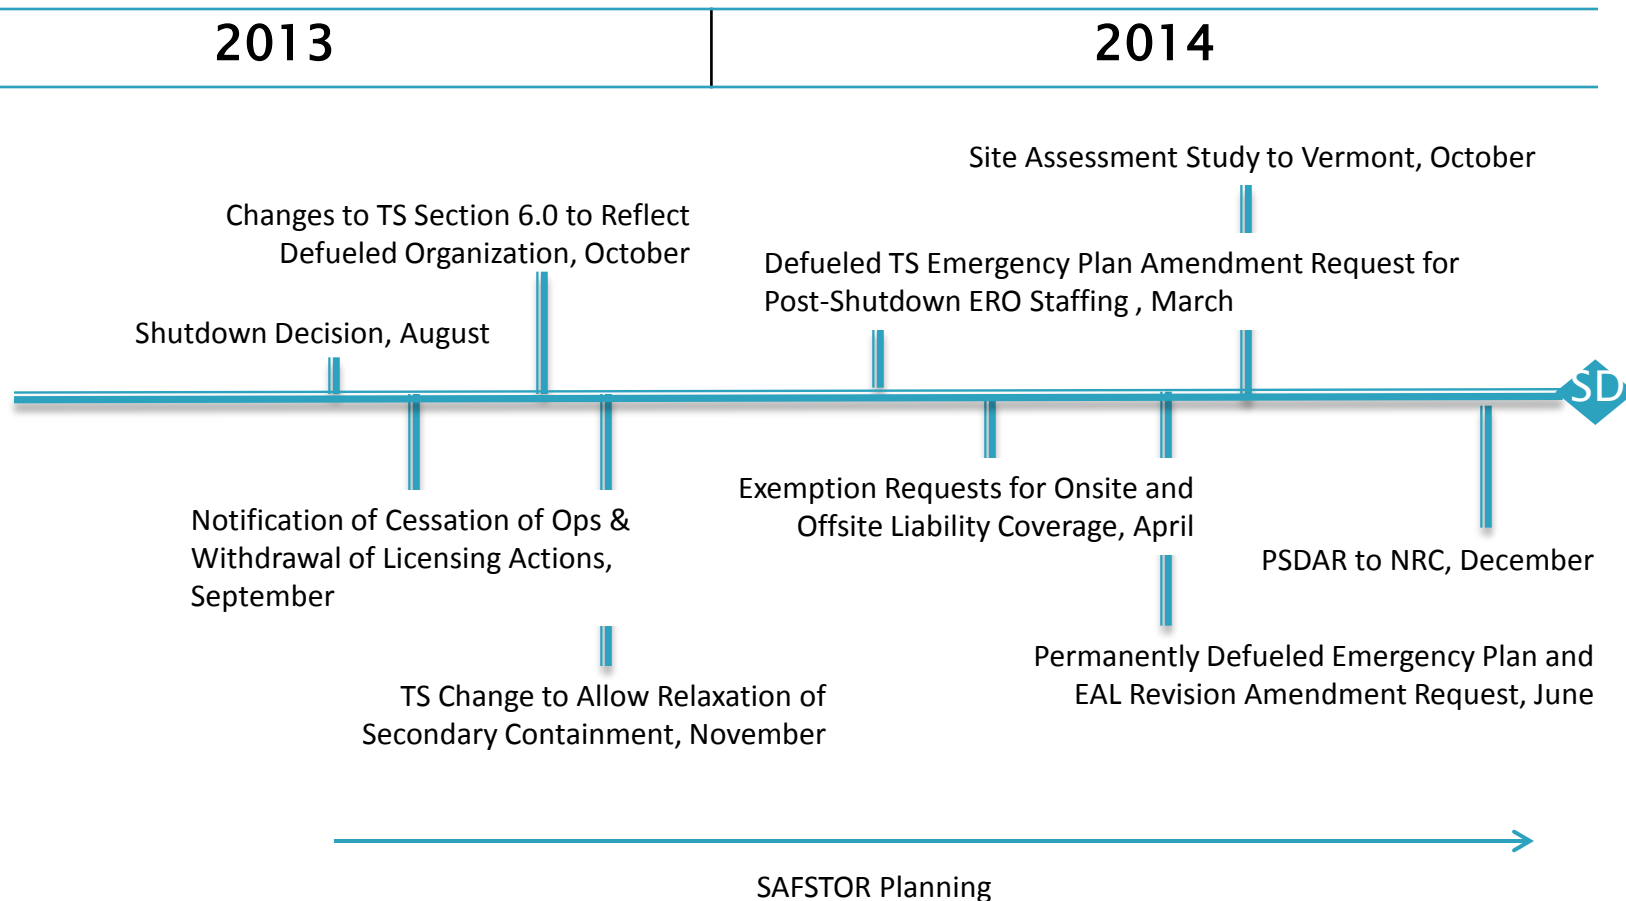 2013
2014
Site Assessment Study to Vermont, October
Changes to TS Section 6.0 to Reflect
Defueled Organization, October
Defueled TS Emergency Plan Amendment Request for
Post-Shutdown ERO Staffing , March
Shutdown Decision, August
SD
Notification of Cessation of Ops &
Withdrawal of Licensing Actions,
September
Exemption Requests for Onsite and
Offsite Liability Coverage, April
PSDAR to NRC, December
TS Change to Allow Relaxation of
Secondary Containment, November
Permanently Defueled Emergency Plan and
EAL Revision Amendment Request, June
SAFSTOR Planning